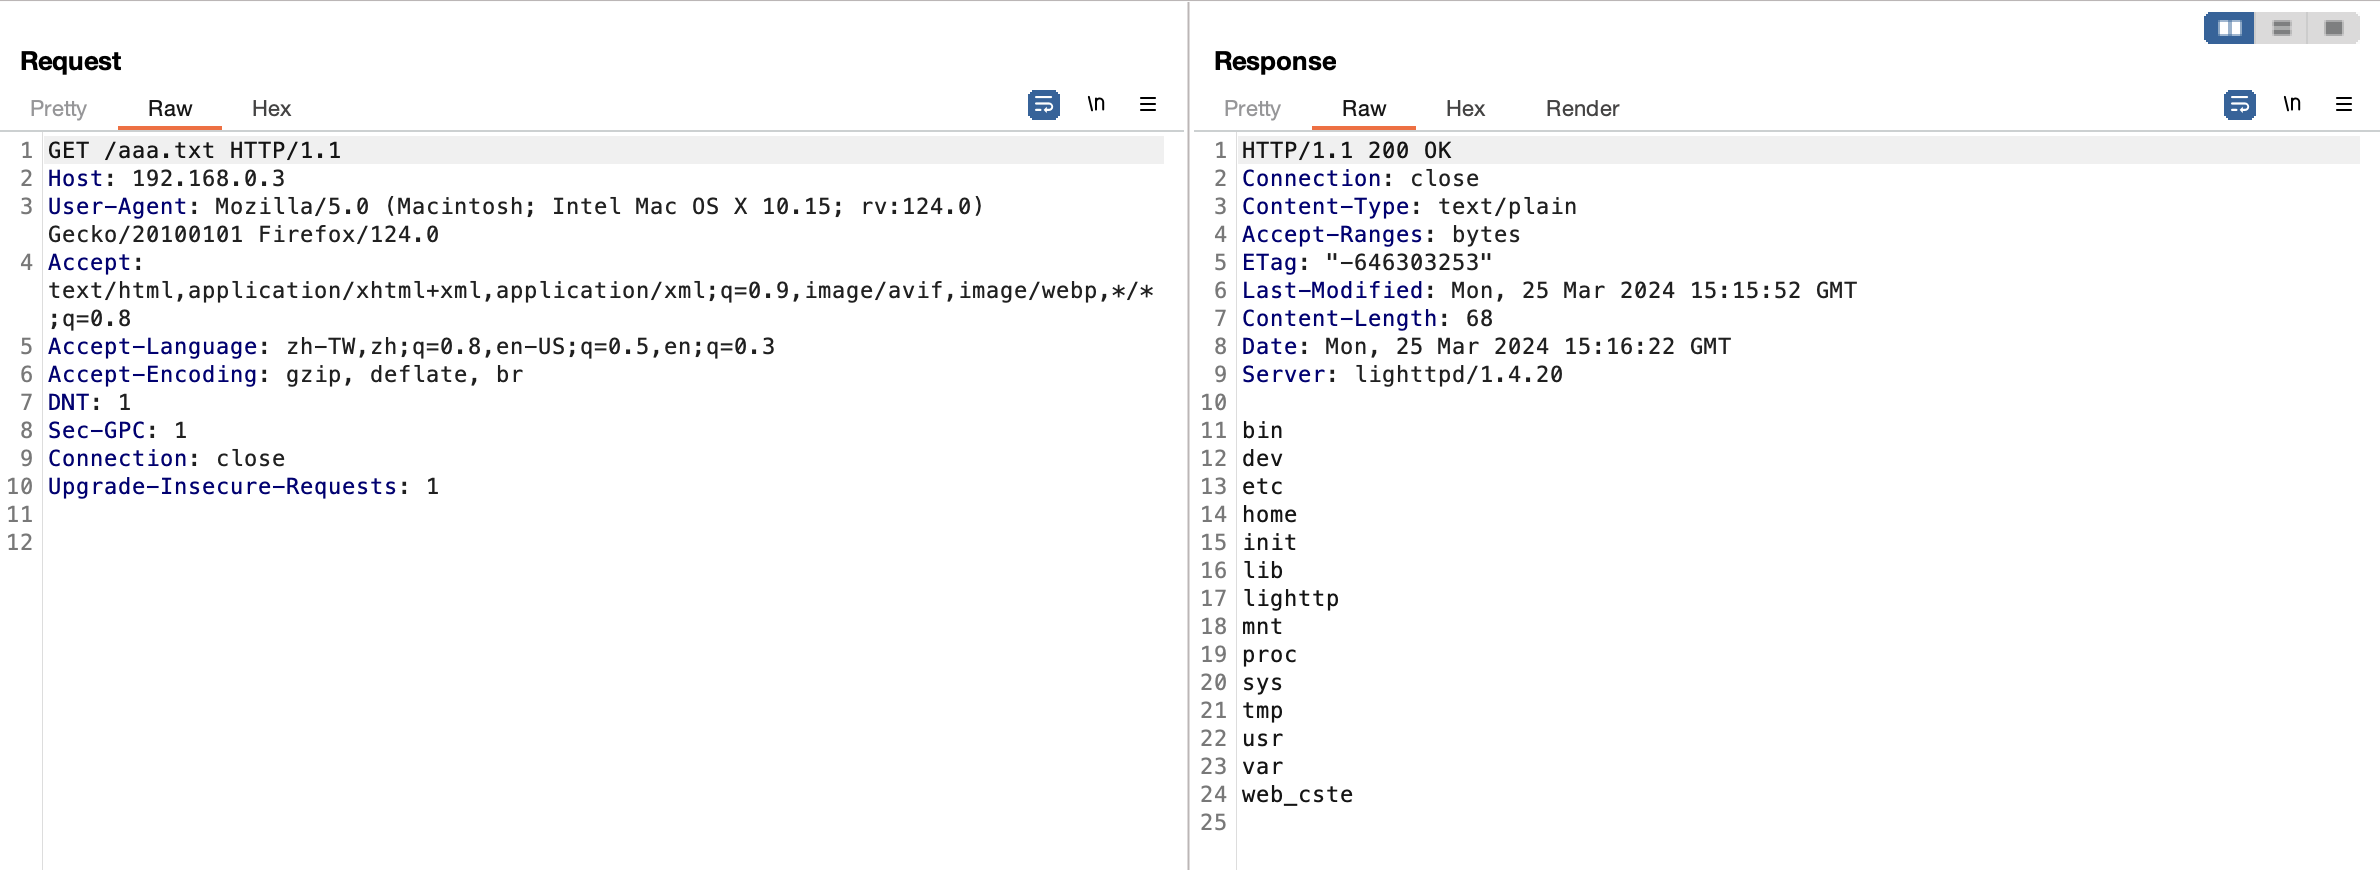 Request
Pretty Raw Hex \n
1 GET /aaa.txt HTTP/1.1
2 Host: 192.168.0.3
3 User-Agent: Mozilla/5.0 (Macintosh; Intel Mac OS X 10.15; rv:124.0)
Gecko/20100101 Firefox/124.0
4 Accept:
text/html,application/xhtml+xml,application/xml;q=0.9,image/avif,image/webp,*/*
;q=0.8
5 Accept-Language: zh-TW,zh;q=0.8,en-US;q=0.5,en;q=0.3
6 Accept-Encoding: gzip, deflate, br
7 DNT: 1
8 Sec-GPC: 1
9 Connection: close
10 Upgrade-Insecure-Requests: 1
11
12
Response
Pretty Raw Hex Render \n
1 HTTP/1.1 200 OK
2 Connection: close
3 Content-Type: text/plain
4 Accept-Ranges: bytes
5 ETag: "-646303253"
6 Last-Modified: Mon, 25 Mar 2024 15:15:52 GMT
7 Content-Length: 68
8 Date: Mon, 25 Mar 2024 15:16:22 GMT
9 Server: lighttpd/1.4.20
10
11 bin
12 dev
13 etc
14 home
15 init
16 lib
17 lighttp
18 mnt
19 proc
20 sys
21 tmp
22 usr
23 var
24 web_cste
25